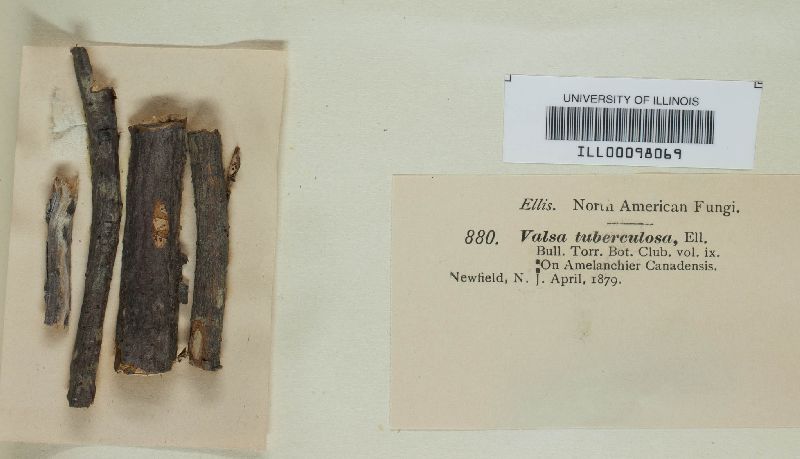 UNIVERSITY OF ILLINOIS
ILL00098069
Ellis. North American Fungi.
880. Valsa tuberculosa, Ell.
Bull. Torr. Bot. Club. vol. ix.
On Amelanchier Canadensis.
Newfield, N. J. April, 1879.